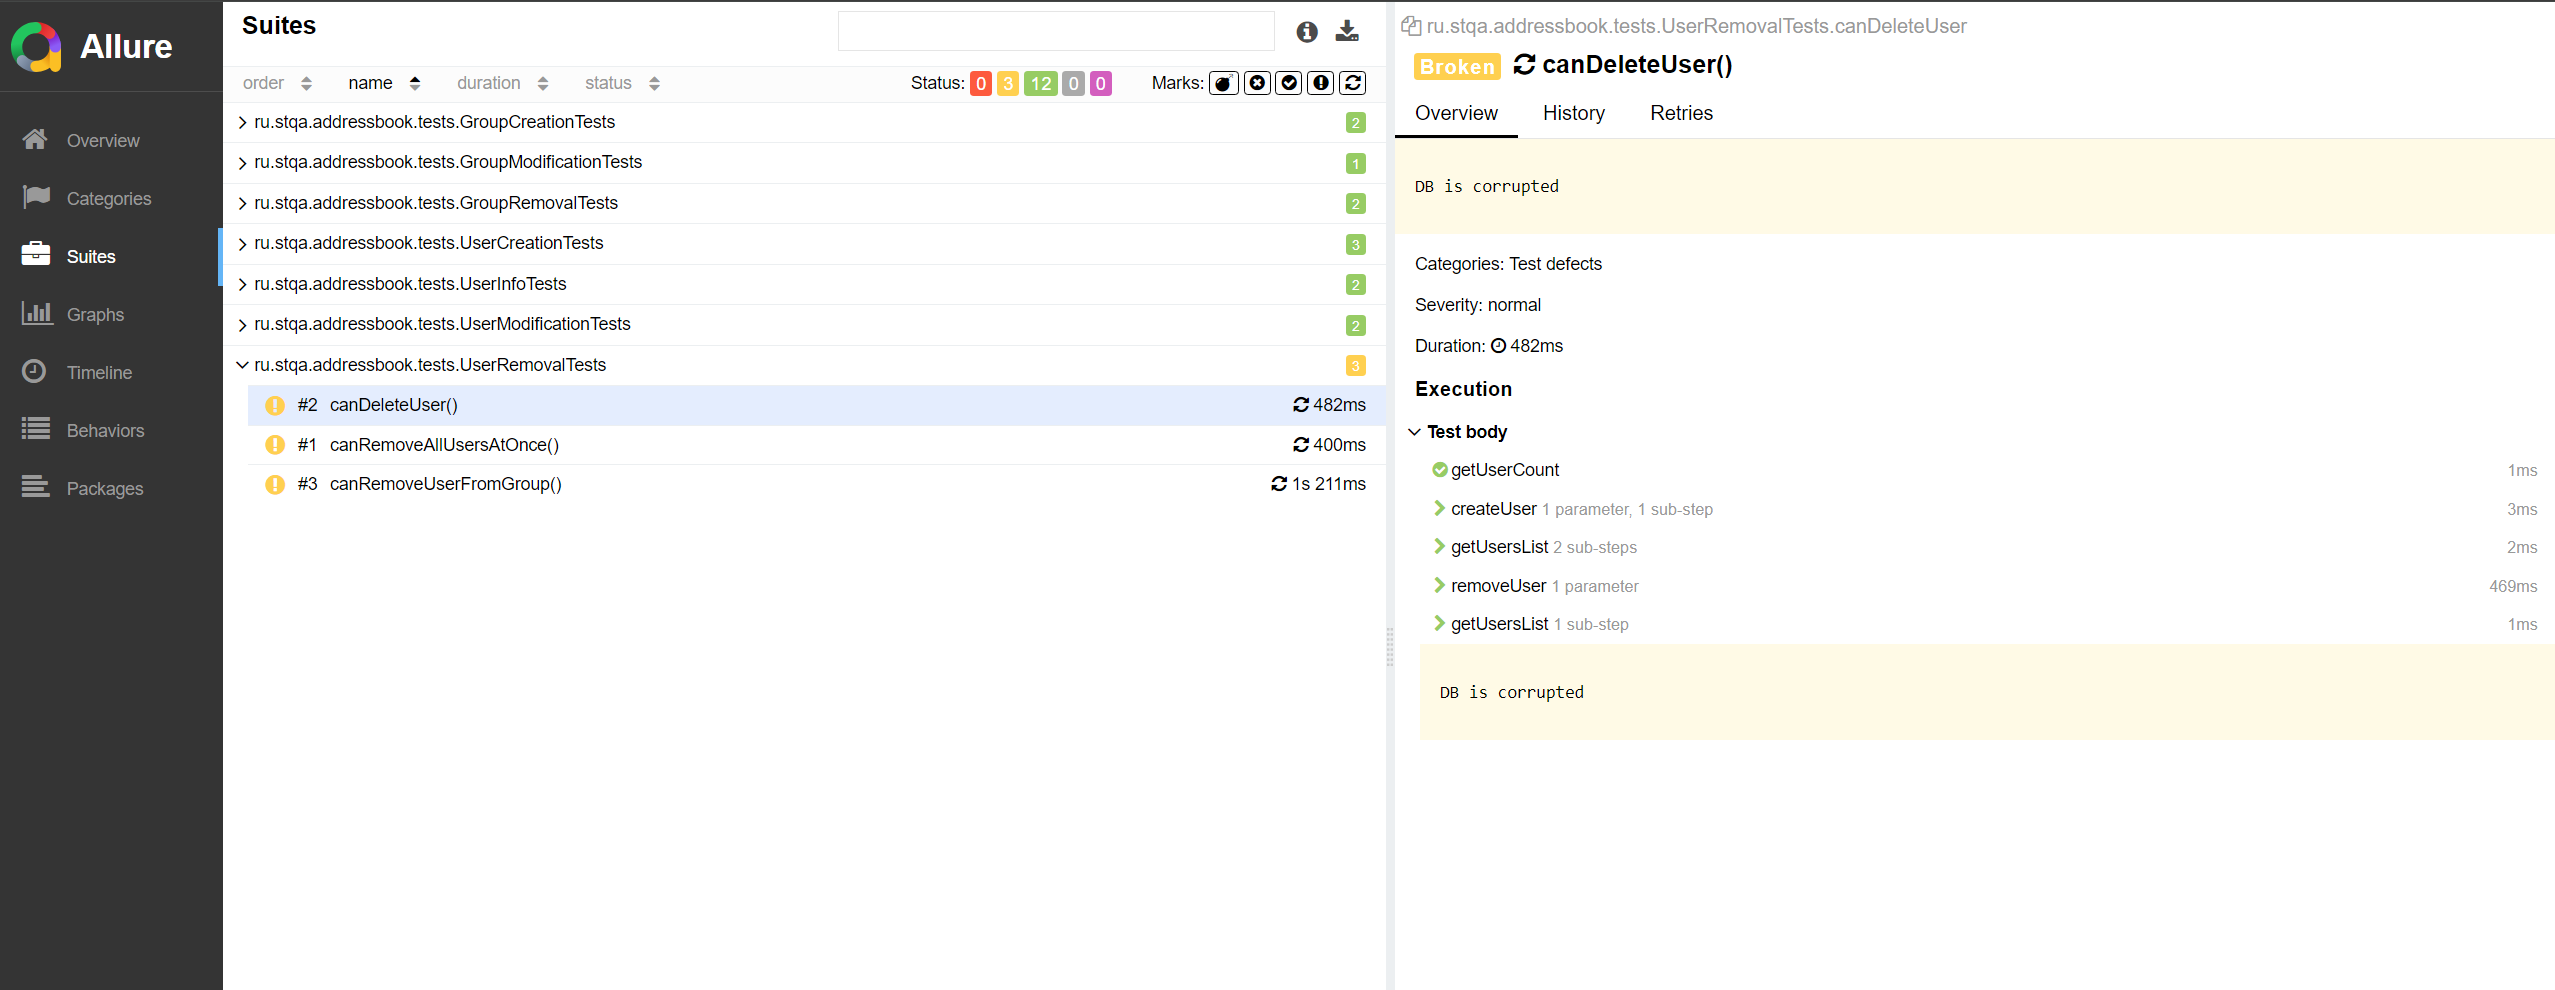 Allure
Overview
Categories
Suites
Graphs
Timeline
Behaviors
Packages
Suites
order name duration status Status: 0 3 12 0 0 Marks:
ru.stqa.addressbook.tests.GroupCreationTests 2
ru.stqa.addressbook.tests.GroupModificationTests 1
ru.stqa.addressbook.tests.GroupRemovalTests 2
ru.stqa.addressbook.tests.UserCreationTests 3
ru.stqa.addressbook.tests.UserInfoTests 2
ru.stqa.addressbook.tests.UserModificationTests 2
ru.stqa.addressbook.tests.UserRemovalTests 3
#2 canDeleteUser() 482ms
#1 canRemoveAllUsersAtOnce() 400ms
#3 canRemoveUserFromGroup() 1s 211ms
ru.stqa.addressbook.tests.UserRemovalTests.canDeleteUser
Broken canDeleteUser()
Overview History Retries
DB is corrupted
Categories: Test defects
Severity: normal
Duration: 482ms
Execution
Test body
getUserCount 1ms
createUser 1 parameter, 1 sub-step 3ms
getUsersList 2 sub-steps 2ms
removeUser 1 parameter 469ms
getUsersList 1 sub-step 1ms
DB is corrupted